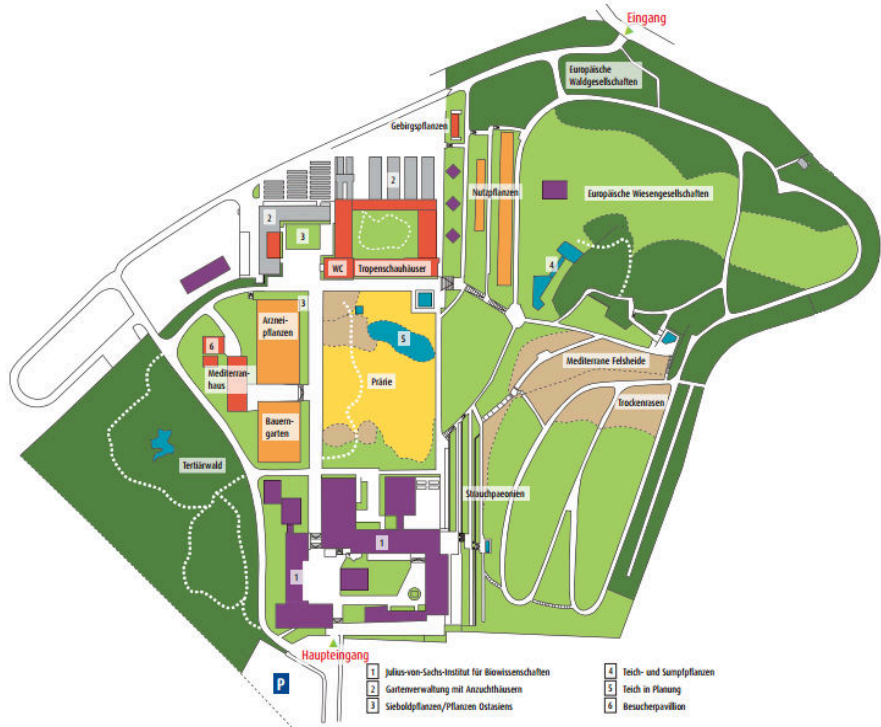 Eingang
Europäische
Waldgesellschaften
Gebirgspflanzen
2
Nutzpflanzen
Europäische Wiesengesellschaften
2
3
4
WC
Tropenschauhäuser
3
Arznei-
pflanzen
5
6
Mediterran-
haus
Prärie
Mediterrane Felsheide
Trockenrasen
Bauern-
garten
Tertiärwald
Strauchpaeonien
1
1
Haupteingang
P
1 Julius-von-Sachs-Institut für Biowissenschaften
2 Gartenverwaltung mit Anzuchthäusern
3 Sieboldpflanzen/Pflanzen Ostasiens
4 Teich- und Sumpfpflanzen
5 Teich in Planung
6 Besucherpavillion